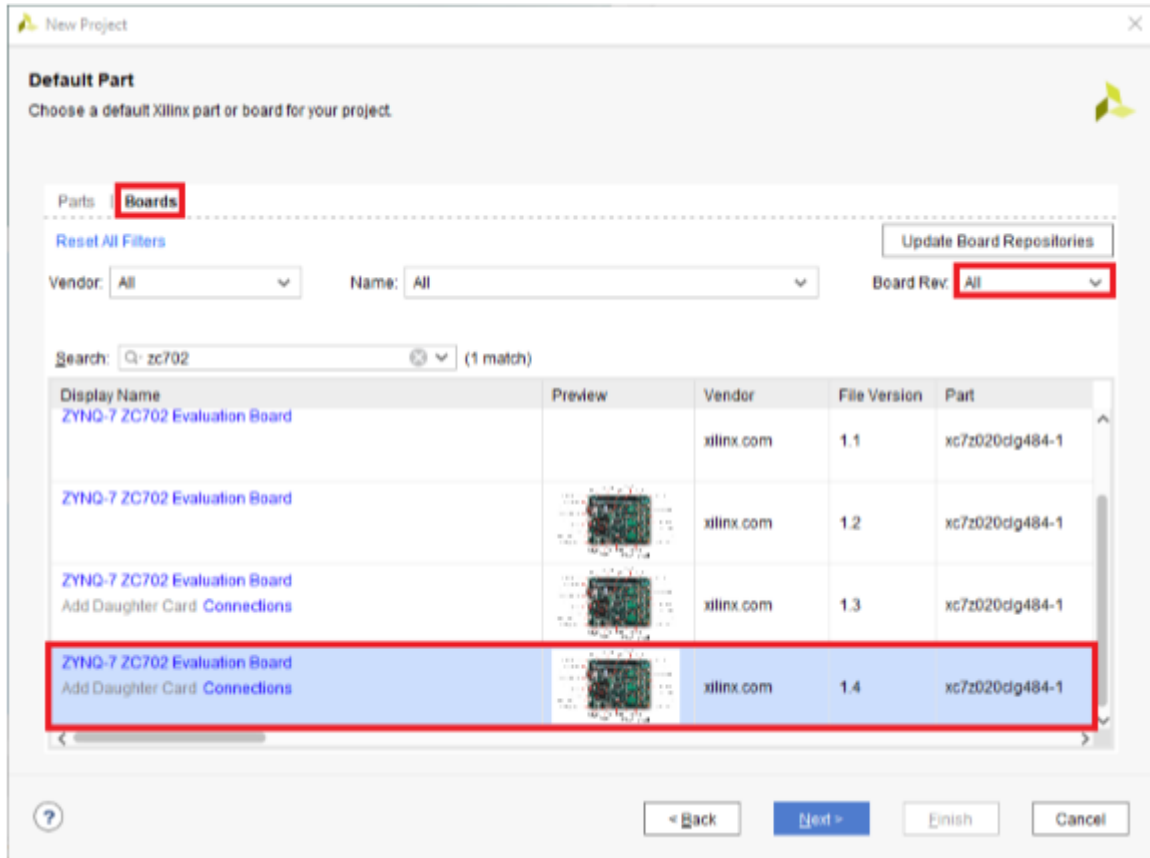 New Project
Default Part
Choose a default Xilinx part or board for your project.
Parts | Boards
Reset All Filters
Update Board Repositories
Vendor: All Name: All Board Rev: All
Search: zc702 (1 match)
Display Name Preview Vendor File Version Part
ZYNQ-7 ZC702 Evaluation Board
xilinx.com 1.1 xc7z020clg484-1
ZYNQ-7 ZC702 Evaluation Board
xilinx.com 1.2 xc7z020clg484-1
ZYNQ-7 ZC702 Evaluation Board
Add Daughter Card Connections xilinx.com 1.3 xc7z020clg484-1
ZYNQ-7 ZC702 Evaluation Board
Add Daughter Card Connections xilinx.com 1.4 xc7z020clg484-1
? < Back Next > Finish Cancel